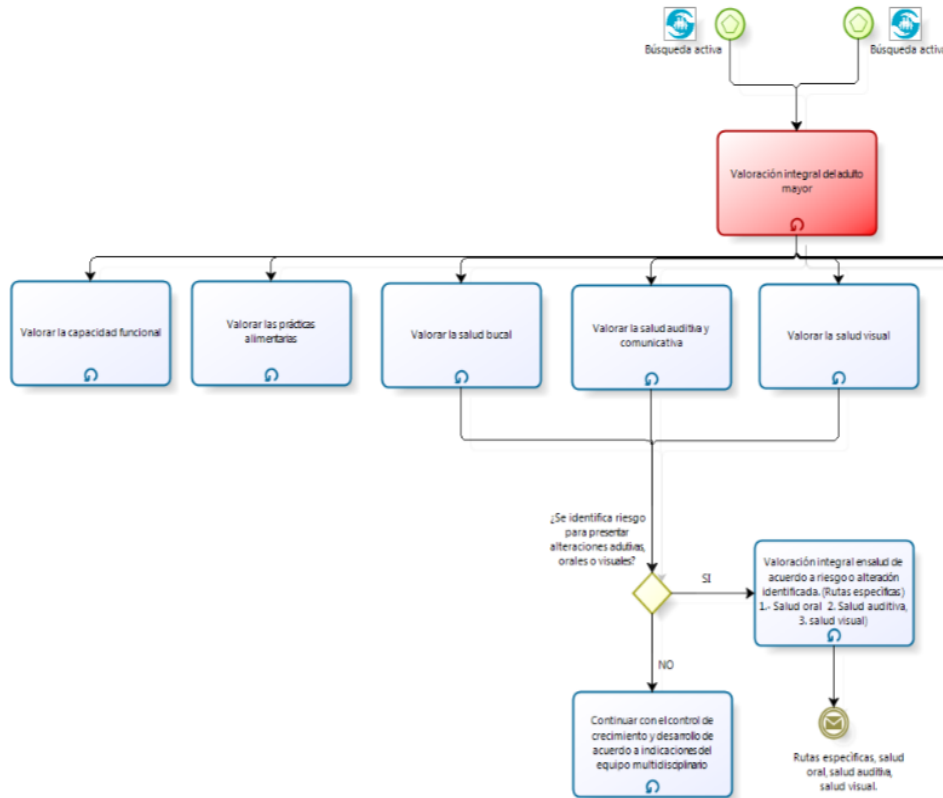 Búsqueda activa
Búsqueda activa
Valoración integral del adulto
mayor
Valorar la capacidad funcional
Valorar las prácticas
alimentarias
Valorar la salud bucal
Valorar la salud auditiva y
comunicativa
Valorar la salud visual
¿Se identifica riesgo
para presentar
alteraciones adutivas,
orales o visuales?
SI
Valoración integral en salud de
acuerdo a riesgo o alteración
identificada. (Rutas específicas)
1.- Salud oral 2. Salud auditiva,
3. salud visual)
NO
Continuar con el control de
crecimiento y desarrollo de
acuerdo a indicaciones del
equipo multidisciplinario
Rutas específicas, salud
oral, salud auditiva,
salud visual.